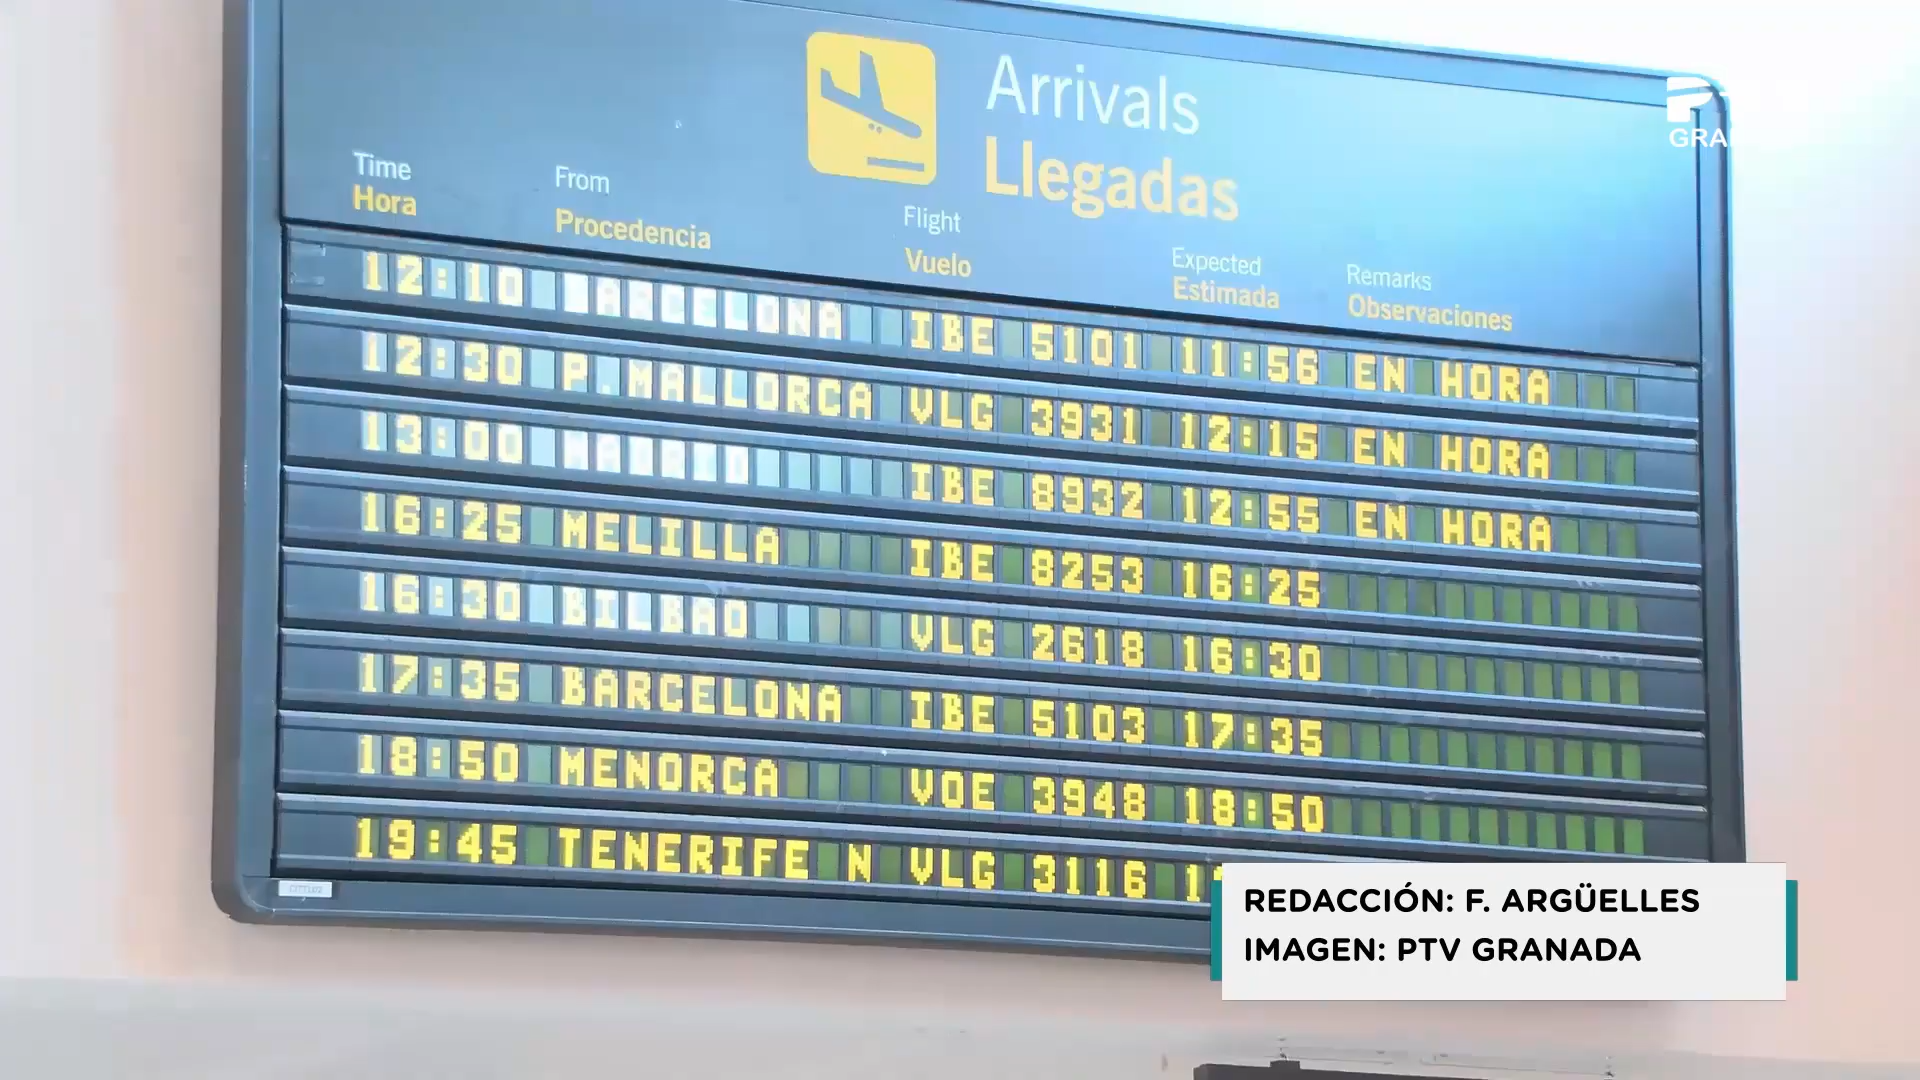 Arrivals
Llegadas
Time From Flight Expected Remarks
Hora Procedencia Vuelo Estimada Observaciones
12:10 BARCELONA IBE 5101 11:56 EN HORA
12:30 P.MALLORCA VLG 3931 12:15 EN HORA
13:00 MADRID IBE 8932 12:55 EN HORA
16:25 MELILLA IBE 8253 16:25
16:30 BILBAO VLG 2618 16:30
17:35 BARCELONA IBE 5103 17:35
18:50 MENORCA VOE 3948 18:50
19:45 TENERIFE N VLG 3116
REDACCIÓN: F. ARGÜELLES
IMAGEN: PTV GRANADA